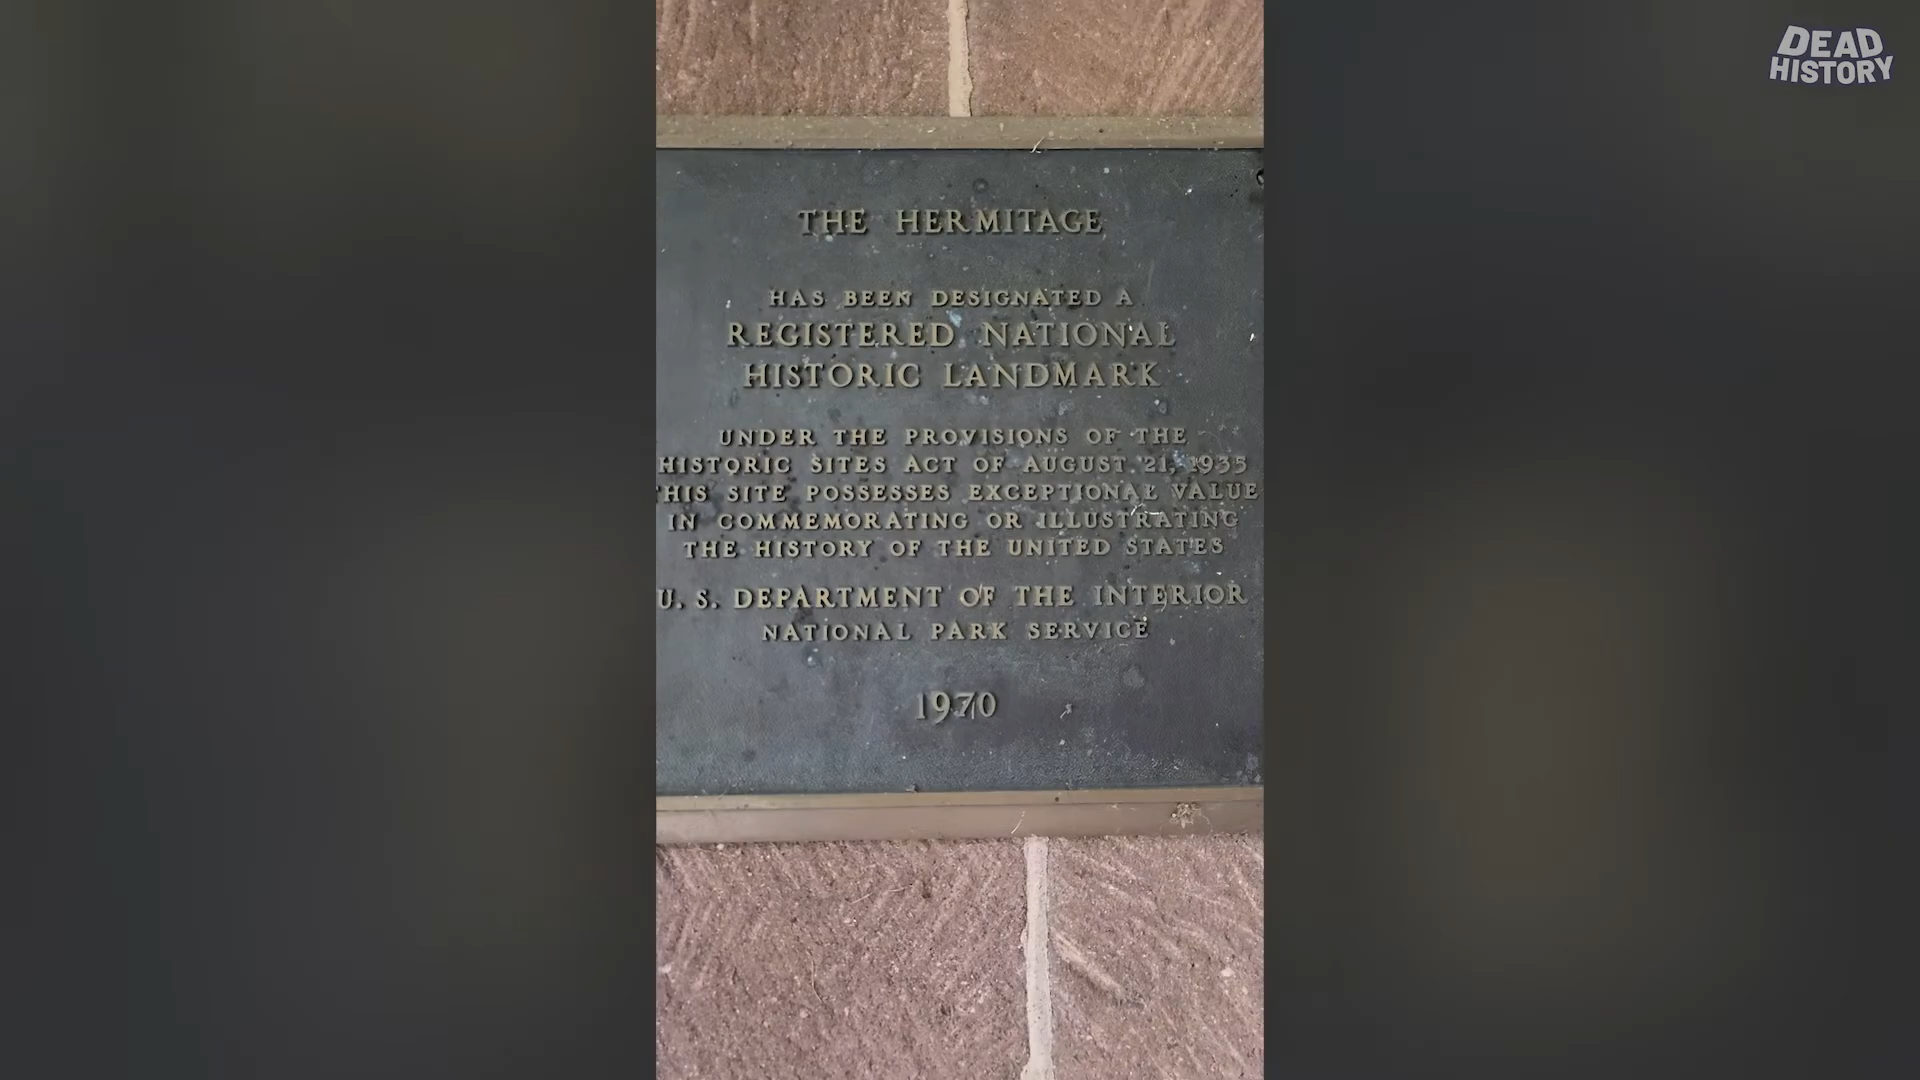 DEAD
HISTORY
THE HERMITAGE
HAS BEEN DESIGNATED A
REGISTERED NATIONAL
HISTORIC LANDMARK
UNDER THE PROVISIONS OF THE
HISTORIC SITES ACT OF AUGUST 21, 1935
THIS SITE POSSESSES EXCEPTIONAL VALUE
IN COMMEMORATING OR ILLUSTRATING
THE HISTORY OF THE UNITED STATES
U. S. DEPARTMENT OF THE INTERIOR
NATIONAL PARK SERVICE
1970